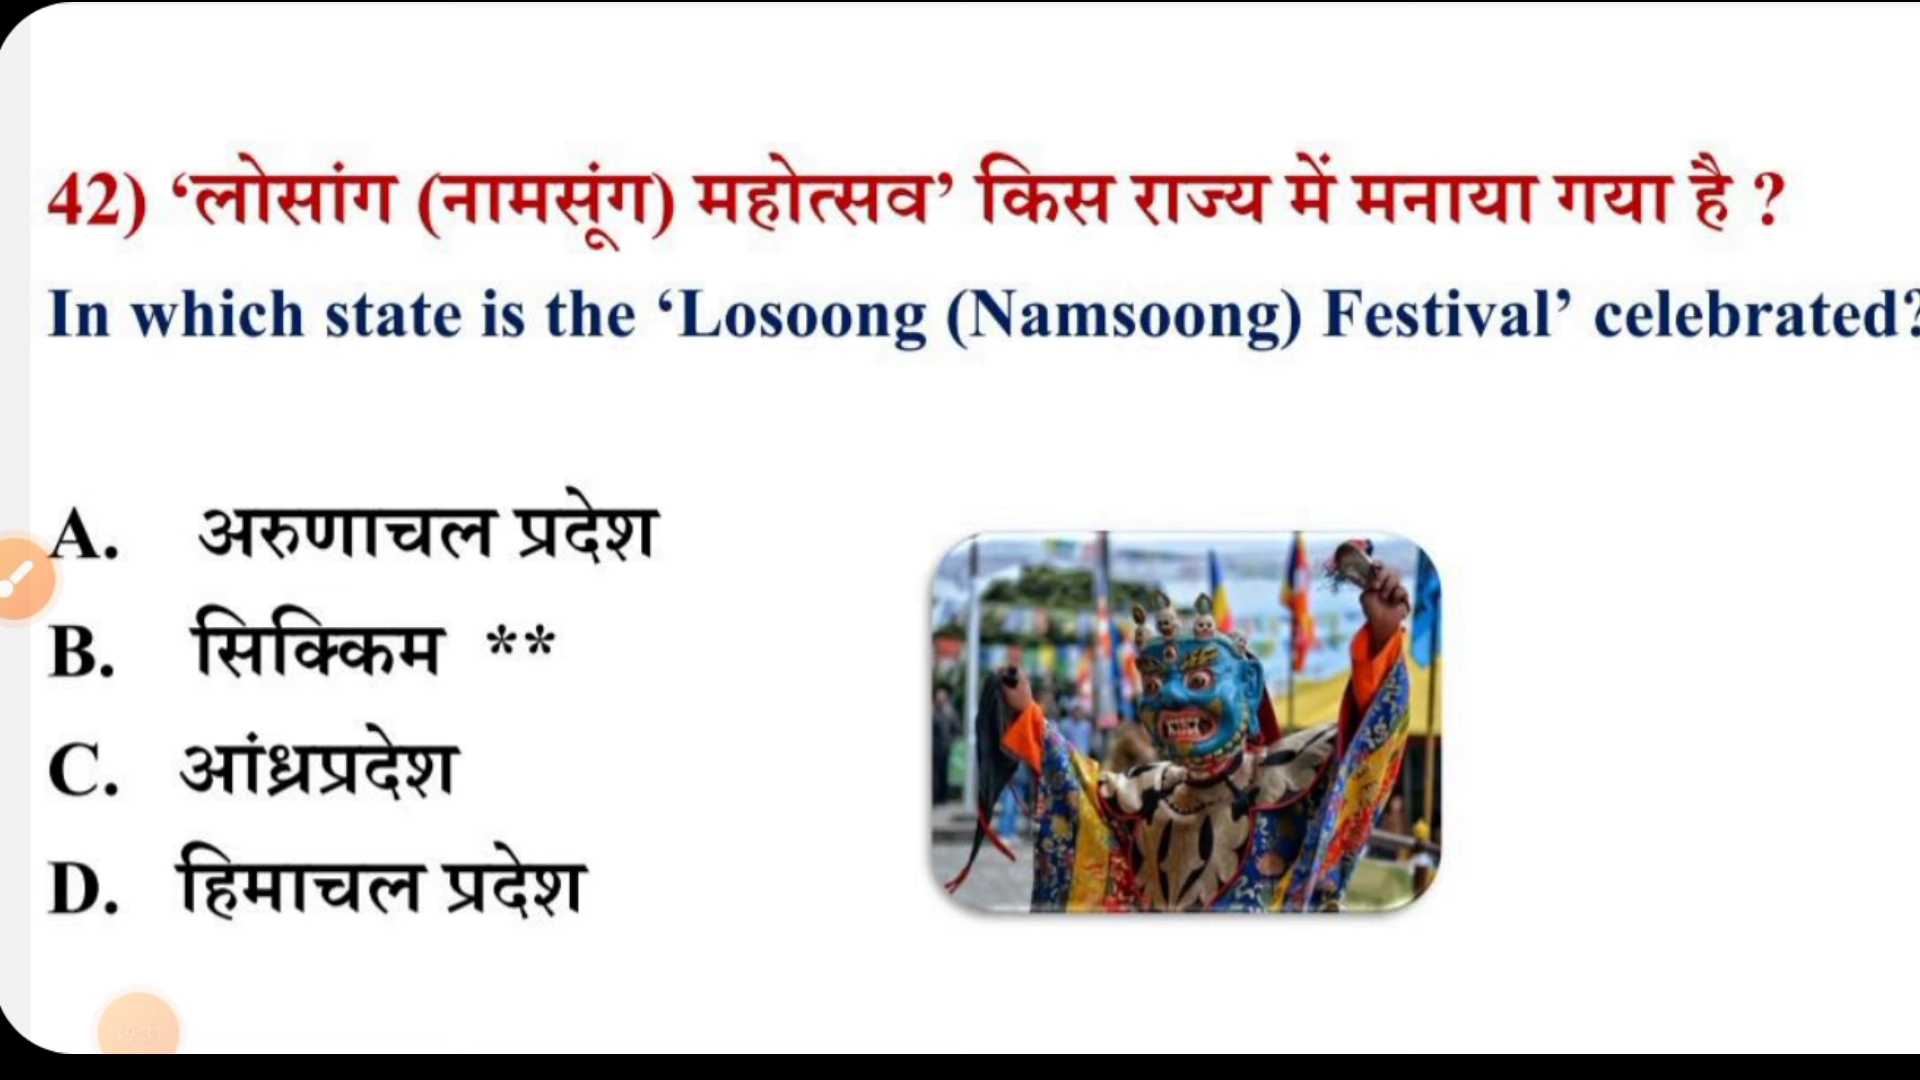 42) ‘लोसांग (नामसूंग) महोत्सव’ किस राज्य में मनाया गया है ?
In which state is the ‘Losoong (Namsoong) Festival’ celebrated?
A. अरुणाचल प्रदेश
B. सिक्किम **
C. आंध्रप्रदेश
D. हिमाचल प्रदेश